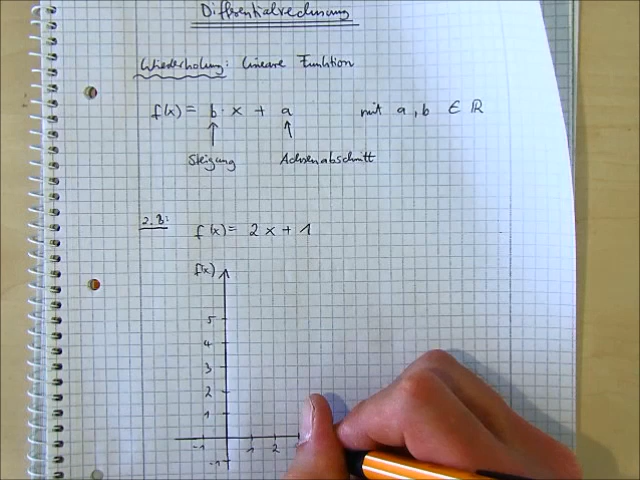 Differentialrechnung
Wiederholung: lineare Funktion
f(x) = b · x + a mit a, b ∈ ℝ
Steigung Achsenabschnitt
z.B.: f(x) = 2x + 1
f(x)
5
4
3
2
1
-1 1 2
-1